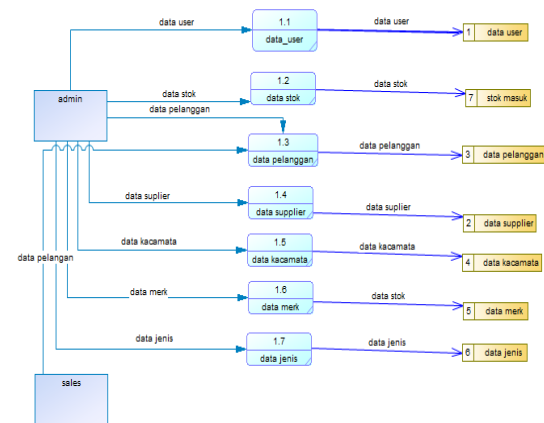 data user
1.1
data_user
data user
1 data user
admin
data stok
1.2
data stok
data stok
7 stok masuk
data pelanggan
1.3
data pelanggan
data pelanggan
3 data pelanggan
data suplier
1.4
data supplier
data suplier
2 data supplier
data kacamata
1.5
data kacamata
data kacamata
4 data kacamata
data pelangan
data merk
1.6
data merk
data stok
5 data merk
data jenis
1.7
data jenis
data jenis
6 data jenis
sales